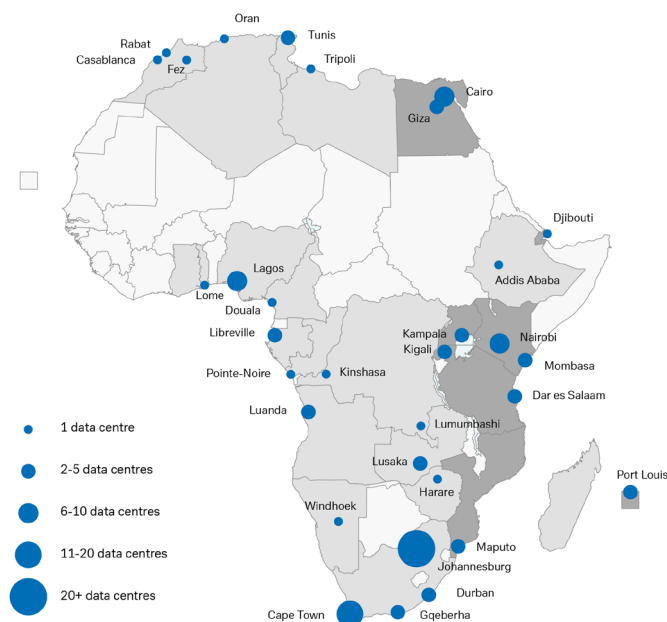 Oran
Tunis
Rabat
Casablanca
Fez
Tripoli
Cairo
Giza
Djibouti
Addis Ababa
Lagos
Lome
Douala
Libreville
Kampala
Nairobi
Kigali
Mombasa
Pointe-Noire
Kinshasa
Dar es Salaam
Luanda
Lumumbashi
1 data centre
2-5 data centres
Lusaka
Port Louis
Harare
6-10 data centres
Windhoek
11-20 data centres
Maputo
Johannesburg
20+ data centres
Durban
Cape Town
Gqeberha